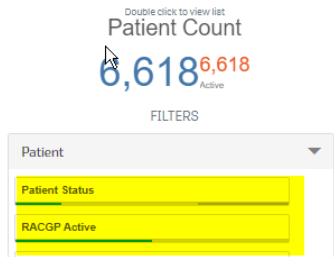 Double click to view list
Patient Count
6,618 6,618
Active
FILTERS
Patient
Patient Status
RACGP Active